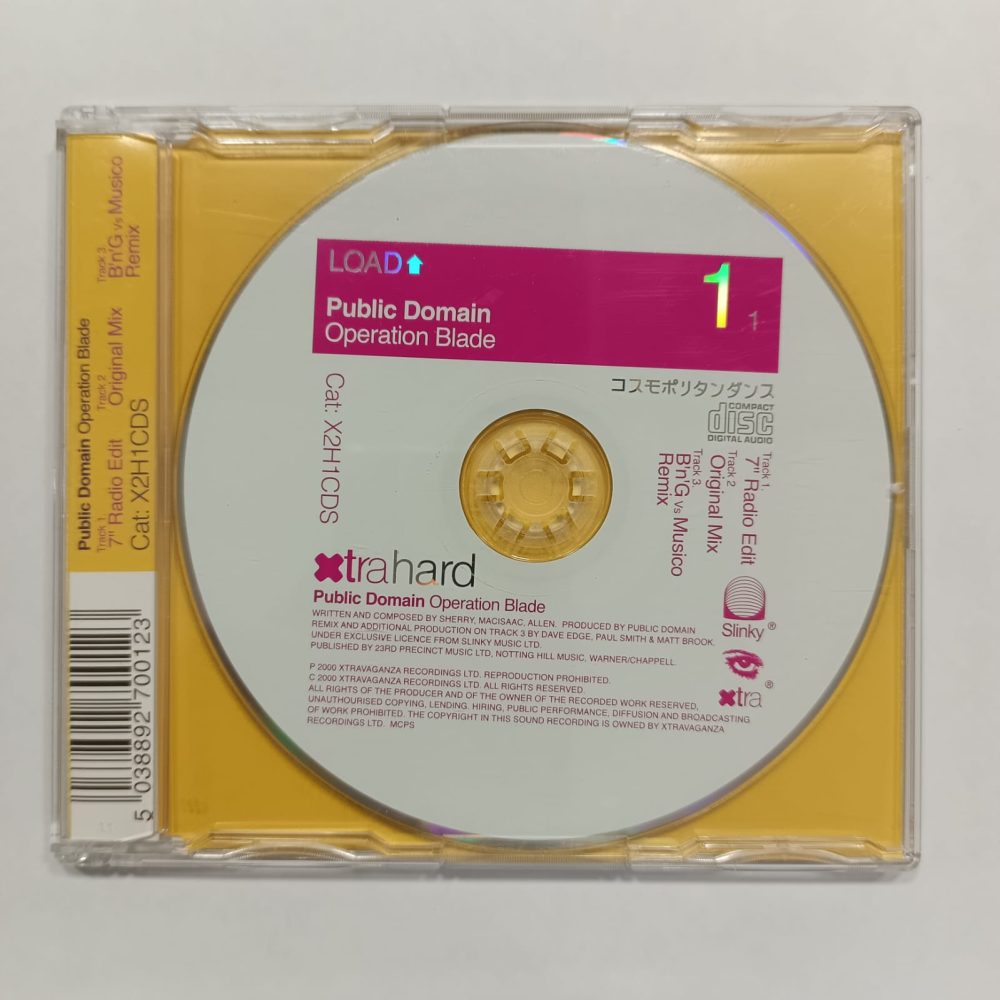 Public Domain Operation Blade
Track 1
7" Radio Edit
Track 2
Original Mix
Track 3
B'n'G vs Musico
Remix
Cat: X2H1CDS
5 038892 700123
LOAD
1 1
Public Domain
Operation Blade
コスモポリタンダンス
COMPACT
disc
DIGITAL AUDIO
Cat: X2H1CDS
Track 1,
7" Radio Edit
Track 2
Original Mix
Track 3.
B'n'G vs Musico
Remix
Slinky®
xtra®
xtrahard
Public Domain Operation Blade
WRITTEN AND COMPOSED BY SHERRY, MACISAAC, ALLEN. PRODUCED BY PUBLIC DOMAIN
REMIX AND ADDITIONAL PRODUCTION ON TRACK 3 BY DAVE EDGE, PAUL SMITH & MATT BROOK.
UNDER EXCLUSIVE LICENCE FROM SLINKY MUSIC LTD.
PUBLISHED BY 23RD PRECINCT MUSIC LTD, NOTTING HILL MUSIC, WARNER/CHAPPELL.
P 2000 XTRAVAGANZA RECORDINGS LTD. REPRODUCTION PROHIBITED.
C 2000 XTRAVAGANZA RECORDINGS LTD. ALL RIGHTS RESERVED.
ALL RIGHTS OF THE PRODUCER AND OF THE OWNER OF THE RECORDED WORK RESERVED,
UNAUTHOURISED COPYING, LENDING. HIRING, PUBLIC PERFORMANCE, DIFFUSION AND BROADCASTING
OF WORK PROHIBITED. THE COPYRIGHT IN THIS SOUND RECORDING IS OWNED BY XTRAVAGANZA
RECORDINGS LTD. MCPS